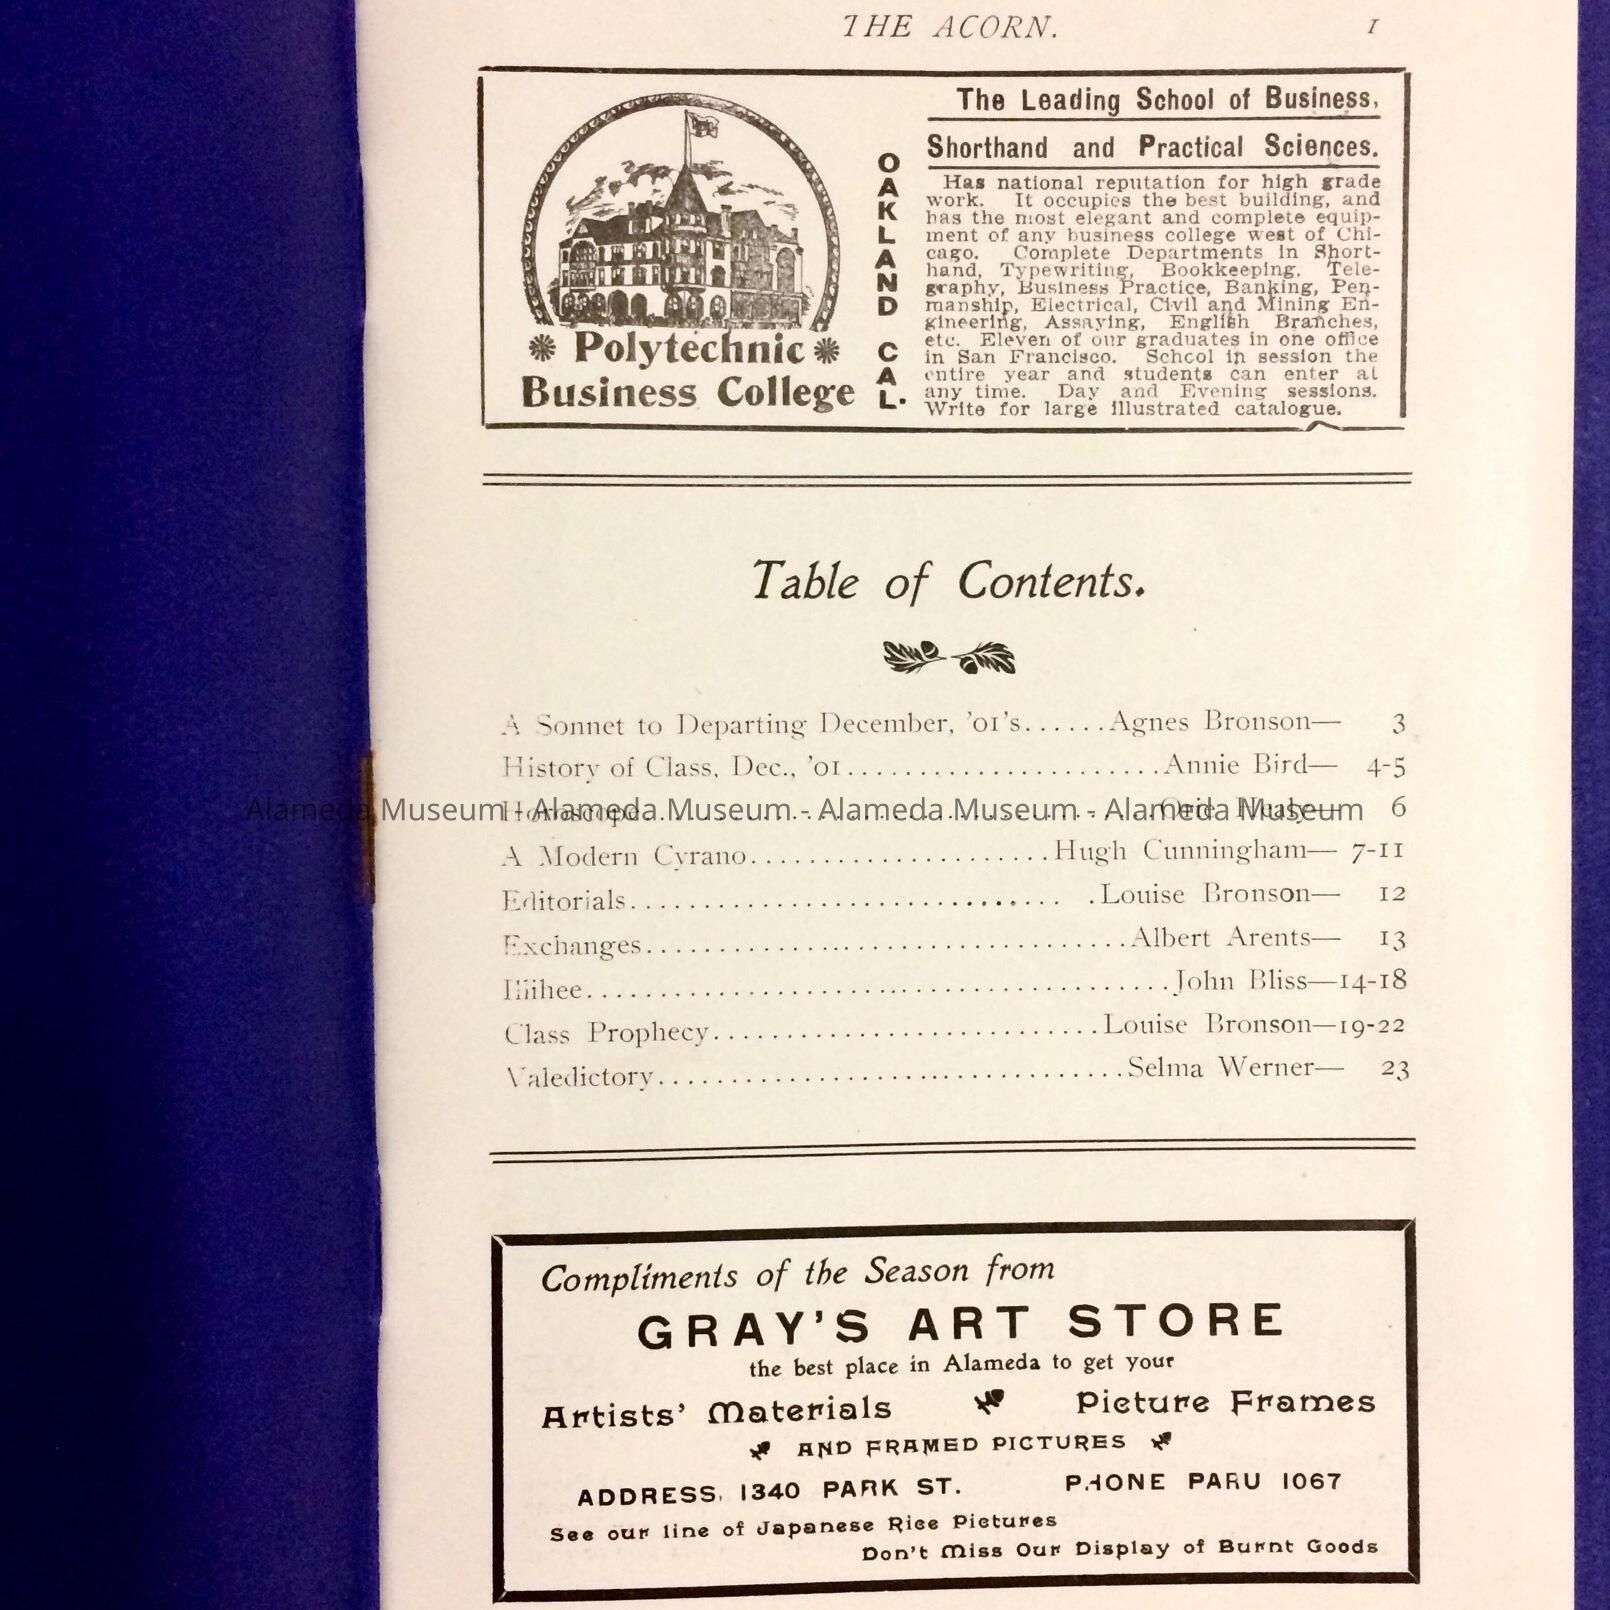 THE ACORN.
1
Polytechnic
Business College
OAKLAND CAL.
The Leading School of Business,
Shorthand and Practical Sciences.
Has national reputation for high grade
work. It occupies the best building, and
has the most elegant and complete equip-
ment of any business college west of Chi-
cago. Complete Departments in Short-
hand, Typewriting, Bookkeeping, Tele-
graphy, Business Practice, Banking, Pen-
manship, Electrical, Civil and Mining En-
gineering, Assaying, English Branches,
etc. Eleven of our graduates in one office
in San Francisco. School in session the
entire year and students can enter at
any time. Day and Evening sessions.
Write for large illustrated catalogue.
Table of Contents.
A Sonnet to Departing December, '01's......Agnes Bronson— 3
History of Class, Dec., '01......................Annie Bird— 4-5
Horoscope 6
Alameda Museum - Alameda Museum - Alameda Museum - Alameda Museum
A Modern Cyrano.....................Hugh Cunningham— 7-11
Editorials.............................. .Louise Bronson— 12
Exchanges..................................Albert Arents— 13
Illihee.........................................John Bliss—14-18
Class Prophecy...........................Louise Bronson—19-22
Valedictory.................................Selma Werner— 23
Compliments of the Season from
GRAY'S ART STORE
the best place in Alameda to get your
Artists' Materials Picture Frames
AND FRAMED PICTURES
ADDRESS, 1340 PARK ST. PHONE PARU 1067
See our line of Japanese Rice Pictures
Don't Miss Our Display of Burnt Goods